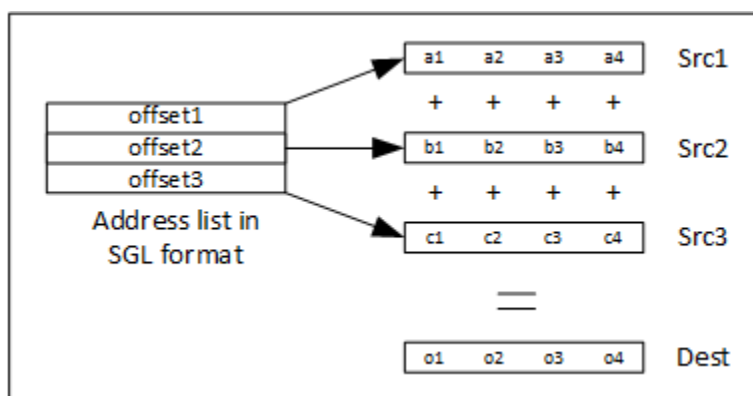 a1 a2 a3 a4 Src1
+ + + +
offset1
offset2
b1 b2 b3 b4 Src2
offset3
+ + + +
Address list in
SGL format
c1 c2 c3 c4 Src3
=
o1 o2 o3 o4 Dest